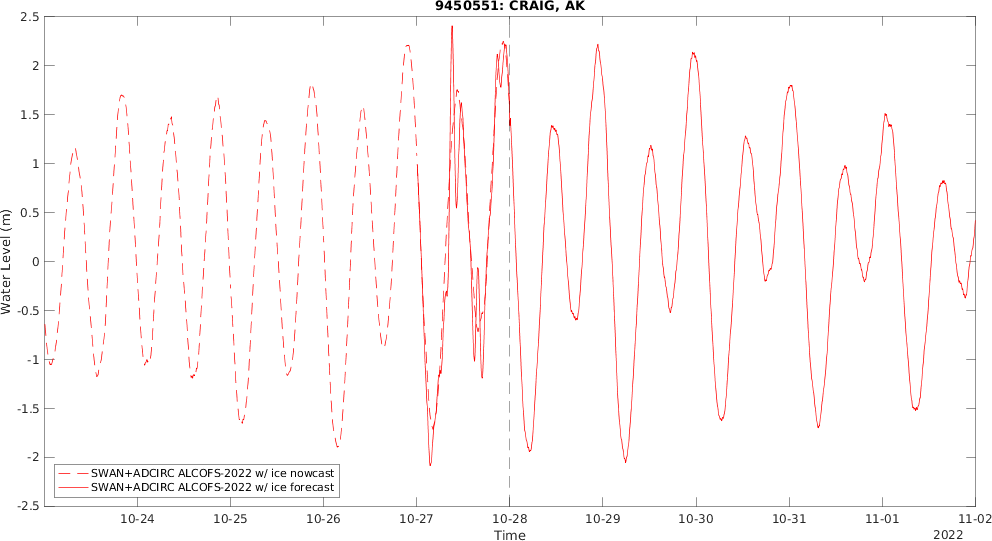 9450551: CRAIG, AK
2.5
2
1.5
1
0.5
0
-0.5
-1
-1.5
-2
-2.5
Water Level (m)
SWAN+ADCIRC ALCOFS-2022 w/ ice nowcast
SWAN+ADCIRC ALCOFS-2022 w/ ice forecast
10-24 10-25 10-26 10-27 10-28 10-29 10-30 10-31 11-01 11-02
Time
2022